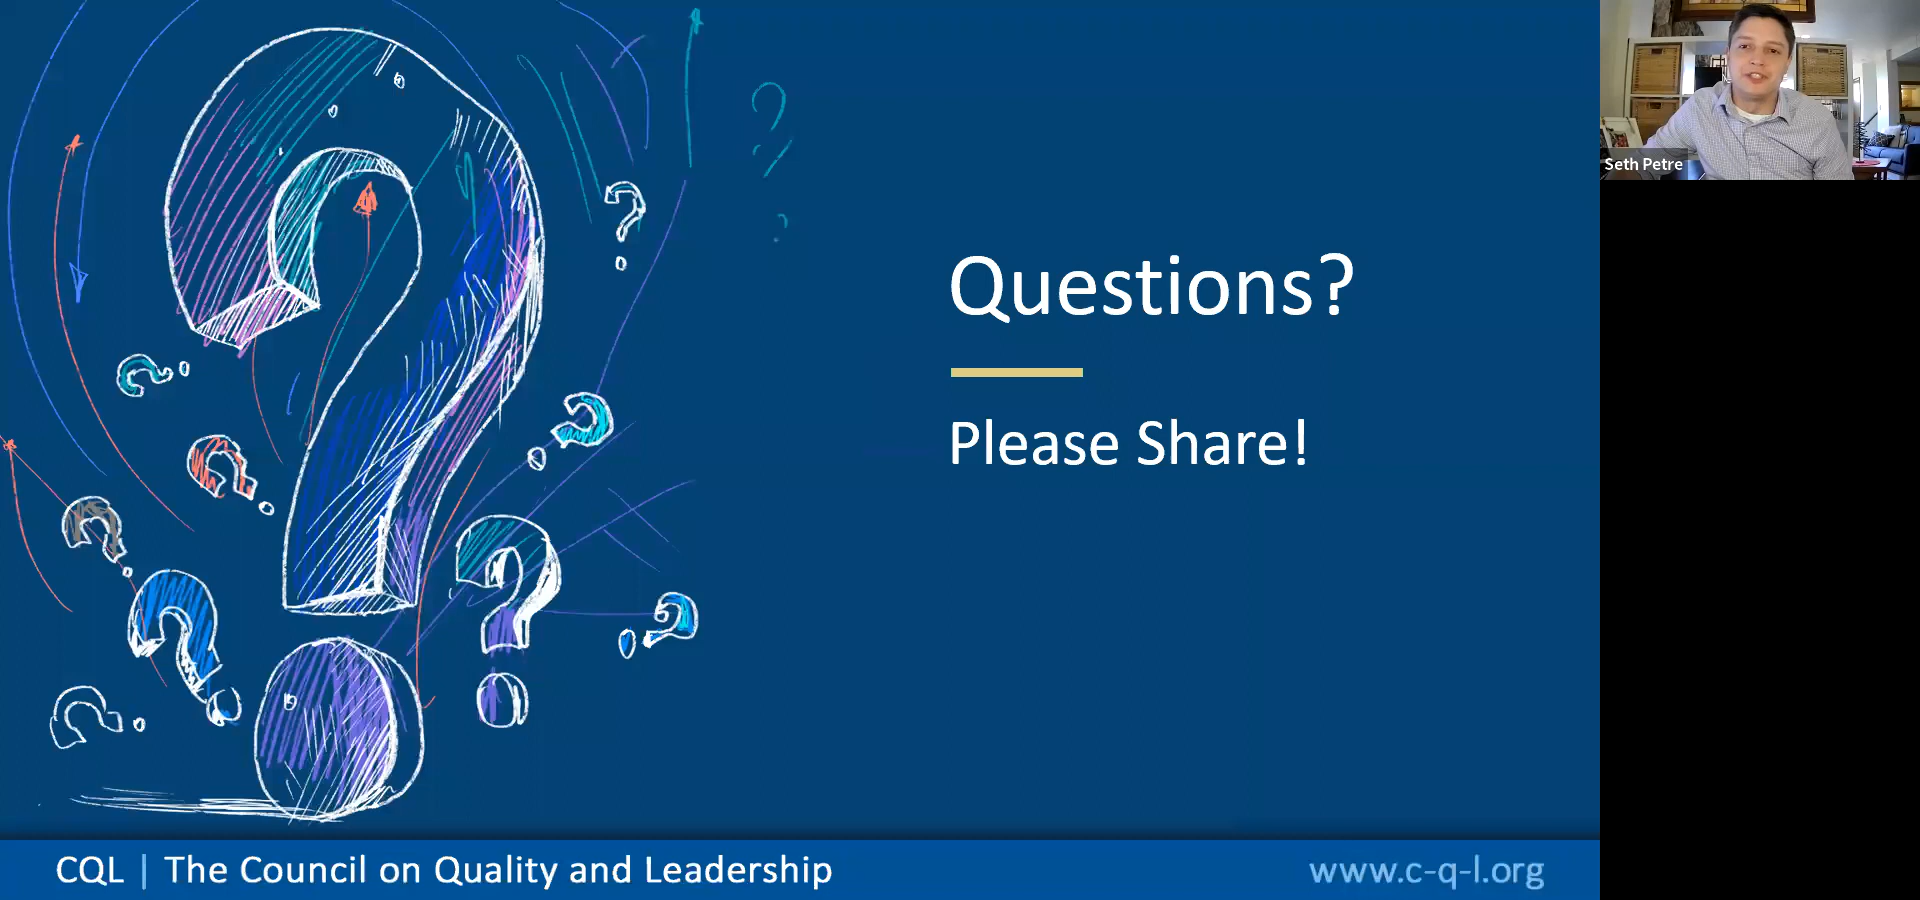 Questions?
Please Share!
Seth Petre
CQL | The Council on Quality and Leadership
www.c-q-l.org